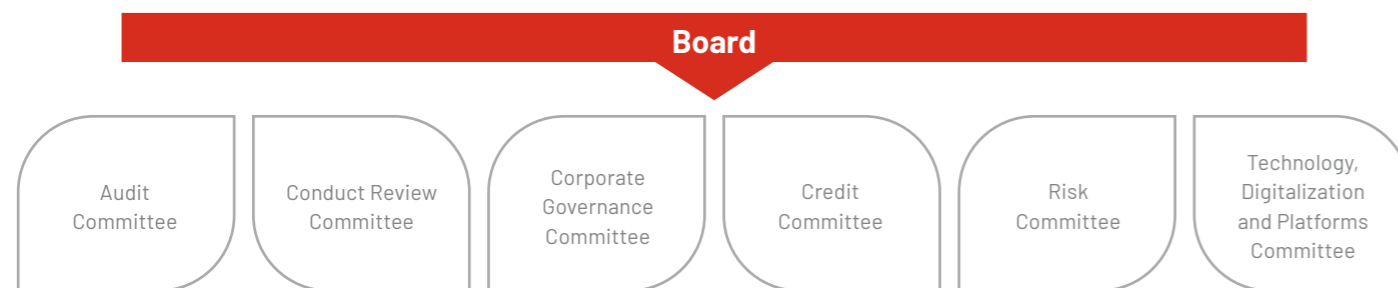 Board
Audit
Committee
Conduct Review
Committee
Corporate
Governance
Committee
Credit
Committee
Risk
Committee
Technology,
Digitalization
and Platforms
Committee